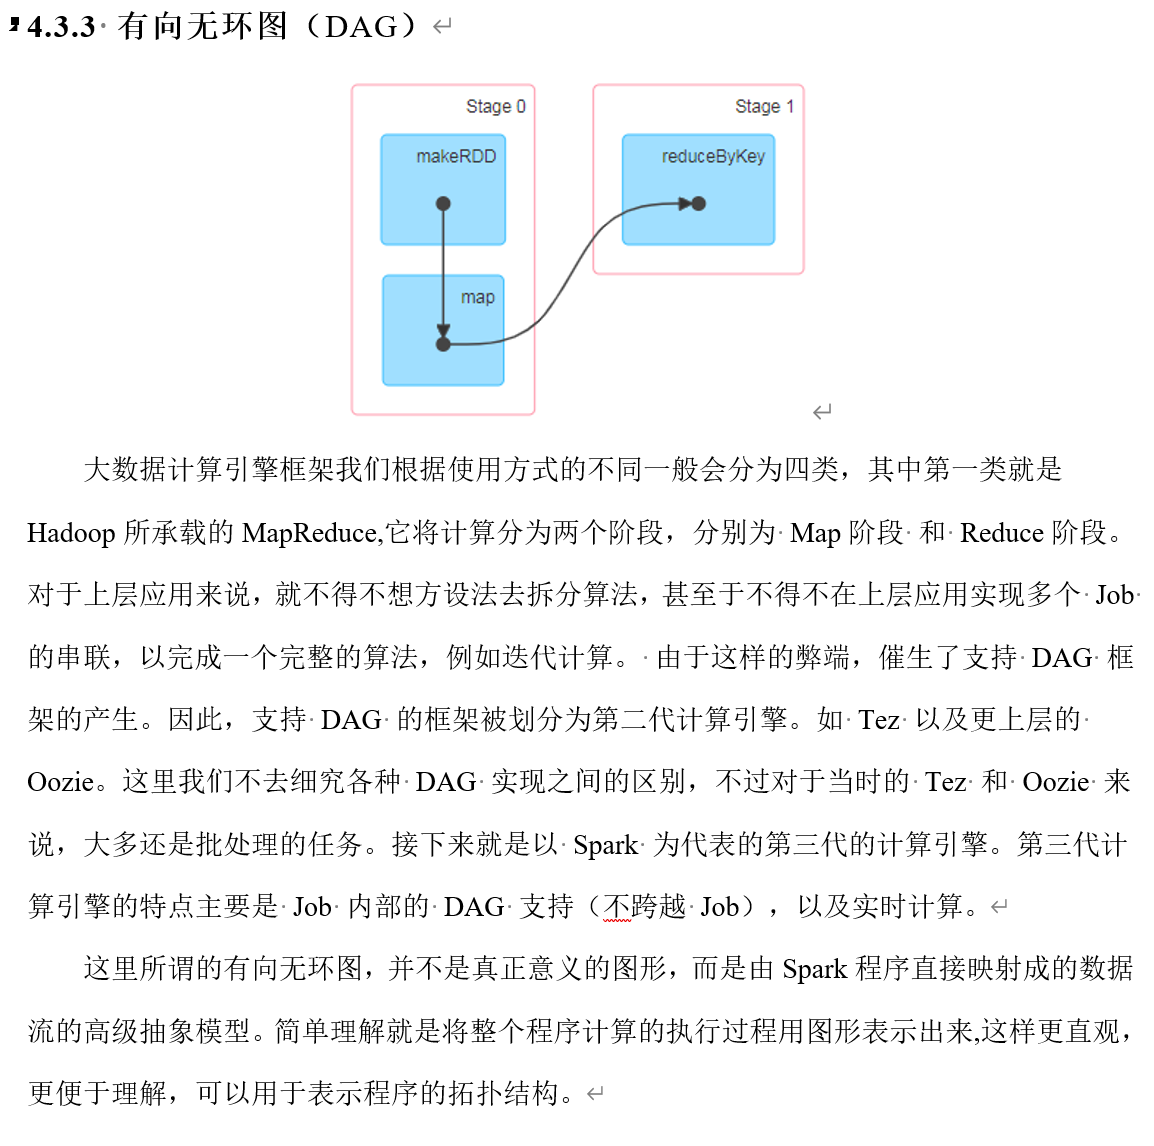 4.3.3 有向无环图（DAG）
Stage 0
Stage 1
makeRDD
reduceByKey
map
大数据计算引擎框架我们根据使用方式的不同一般会分为四类，其中第一类就是
Hadoop 所承载的 MapReduce,它将计算分为两个阶段，分别为 Map 阶段 和 Reduce 阶段。
对于上层应用来说，就不得不想方设法去拆分算法，甚至于不得不在上层应用实现多个 Job
的串联，以完成一个完整的算法，例如迭代计算。 由于这样的弊端，催生了支持 DAG 框
架的产生。因此，支持 DAG 的框架被划分为第二代计算引擎。如 Tez 以及更上层的
Oozie。这里我们不去细究各种 DAG 实现之间的区别，不过对于当时的 Tez 和 Oozie 来
说，大多还是批处理的任务。接下来就是以 Spark 为代表的第三代的计算引擎。第三代计
算引擎的特点主要是 Job 内部的 DAG 支持（不跨越 Job），以及实时计算。
这里所谓的有向无环图，并不是真正意义的图形，而是由 Spark 程序直接映射成的数据
流的高级抽象模型。简单理解就是将整个程序计算的执行过程用图形表示出来,这样更直观，
更便于理解，可以用于表示程序的拓扑结构。